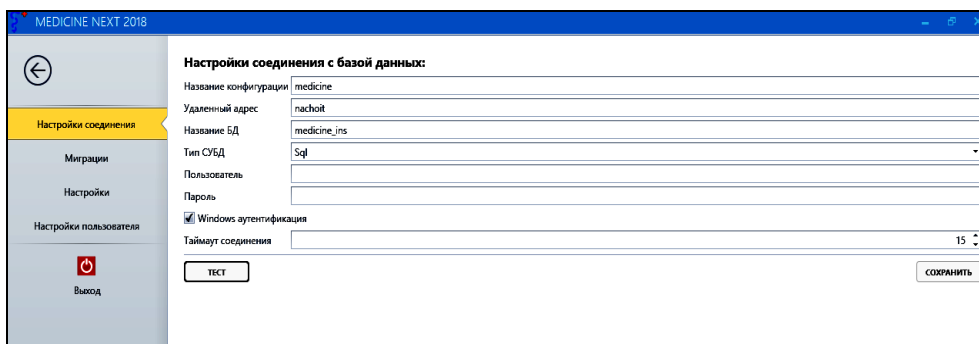 MEDICINE NEXT 2018
Настройки соединения с базой данных:
Название конфигурации medicine
Удаленный адрес nachoit
Настройки соединения
Название БД medicine_ins
Тип СУБД Sql
Миграции
Пользователь
Настройки
Пароль
Windows аутентификация
Настройки пользователя
Таймаут соединения 15
ТЕСТ
СОХРАНИТЬ
Выход